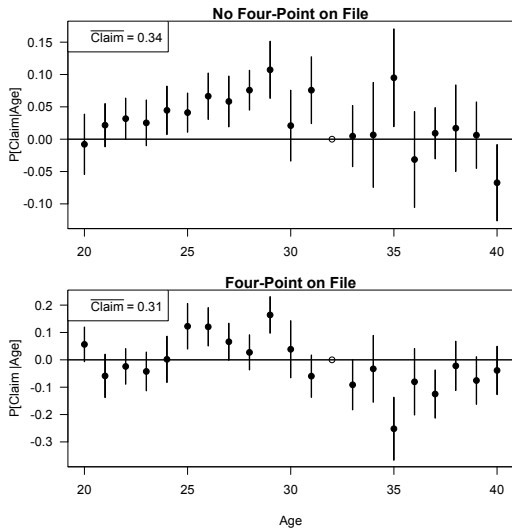 No Four-Point on File
Claim = 0.34
P[Claim|Age]
0.15
0.10
0.05
0.00
-0.05
-0.10
20 25 30 35 40
Four-Point on File
Claim = 0.31
P[Claim |Age]
0.2
0.1
0.0
-0.1
-0.2
-0.3
20 25 30 35 40
Age